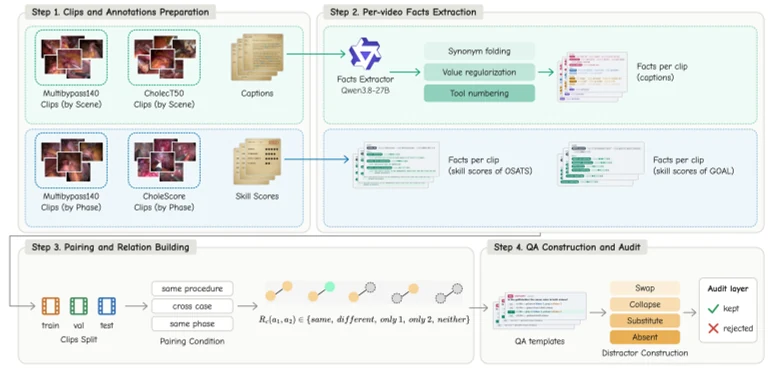 Step 1. Clips and Annotations Preparation
Multibypass140
Clips (by Scene)
CholecT50
Clips (by Scene)
Captions
Multibypass140
Clips (by Phase)
CholeScore
Clips (by Phase)
Skill Scores
Step 2. Per-video Facts Extraction
Facts Extractor
Qwen3.8-27B
Synonym folding
Value regularization
Tool numbering
Facts per clip
(captions)
Facts per clip
(skill scores of OSATS)
Facts per clip
(skill scores of GOAL)
Step 3. Pairing and Relation Building
train
val
test
Clips Split
same procedure
cross case
same phase
Pairing Condition
Rᵣ(a₁, a₂) ∈ {same, different, only 1, only 2, neither}
Step 4. QA Construction and Audit
QA templates
Swap
Collapse
Substitute
Absent
Distractor Construction
Audit layer
kept
rejected